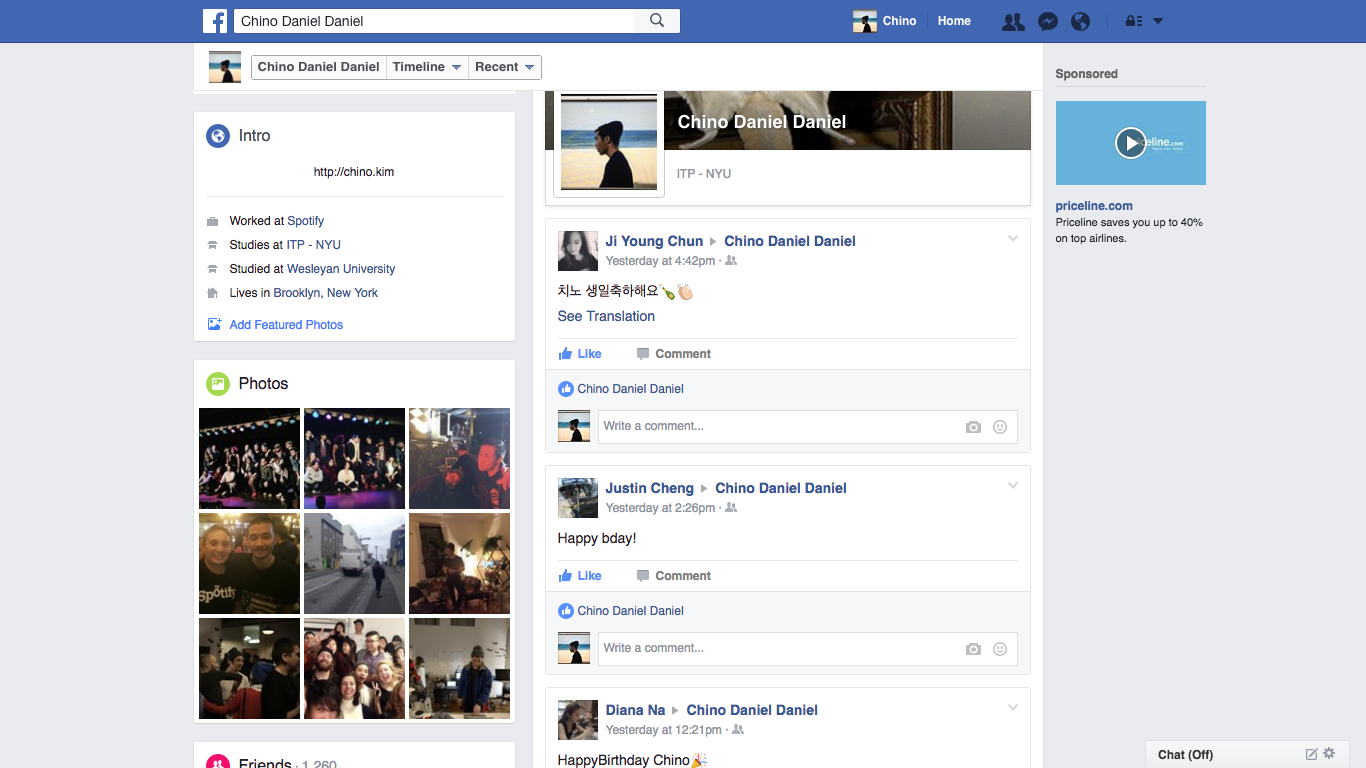 Chino Daniel Daniel
Chino
Home
Chino Daniel Daniel
Timeline
Recent
Intro
http://chino.kim
Worked at Spotify
Studies at ITP - NYU
Studied at Wesleyan University
Lives in Brooklyn, New York
Add Featured Photos
Photos
Spotify
Friends · 1,260
Chino Daniel Daniel
ITP - NYU
Ji Young Chun ▶ Chino Daniel Daniel
Yesterday at 4:42pm ·
치노 생일축하해요🍾👏🏻
See Translation
Like Comment
Chino Daniel Daniel
Write a comment...
Justin Cheng ▶ Chino Daniel Daniel
Yesterday at 2:26pm ·
Happy bday!
Like Comment
Chino Daniel Daniel
Write a comment...
Diana Na ▶ Chino Daniel Daniel
Yesterday at 12:21pm ·
HappyBirthday Chino🎉
Sponsored
priceline.com
Priceline saves you up to 40%
on top airlines.
Chat (Off)